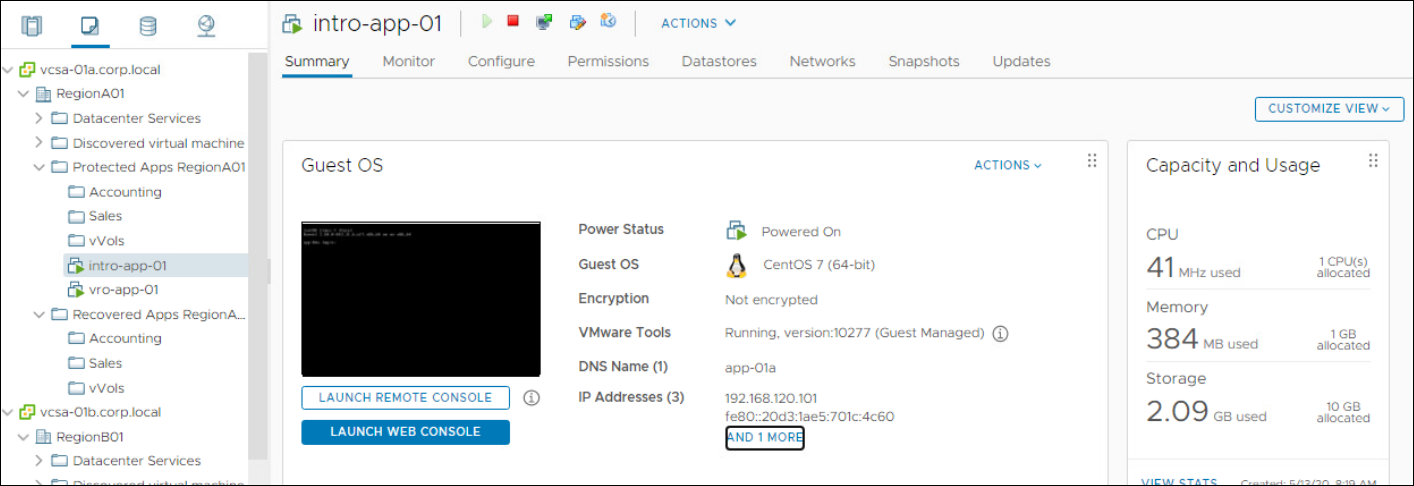 intro-app-01
ACTIONS
Summary
Monitor
Configure
Permissions
Datastores
Networks
Snapshots
Updates
vcsa-01a.corp.local
RegionA01
Datacenter Services
Discovered virtual machine
Protected Apps RegionA01
Accounting
Sales
vVols
intro-app-01
vro-app-01
Recovered Apps RegionA...
Accounting
Sales
vVols
vcsa-01b.corp.local
RegionB01
Datacenter Services
Discovered virtual machine
CUSTOMIZE VIEW
Guest OS
ACTIONS
LAUNCH REMOTE CONSOLE
LAUNCH WEB CONSOLE
Power Status
Powered On
Guest OS
CentOS 7 (64-bit)
Encryption
Not encrypted
VMware Tools
Running, version:10277 (Guest Managed)
DNS Name (1)
app-01a
IP Addresses (3)
192.168.120.101
fe80::20d3:1ae5:701c:4c60
AND 1 MORE
Capacity and Usage
CPU
41 MHz used
1 CPU(s)
allocated
Memory
384 MB used
1 GB
allocated
Storage
2.09 GB used
10 GB
allocated
VIEW STATS
Created: 5/13/20, 8:19 AM